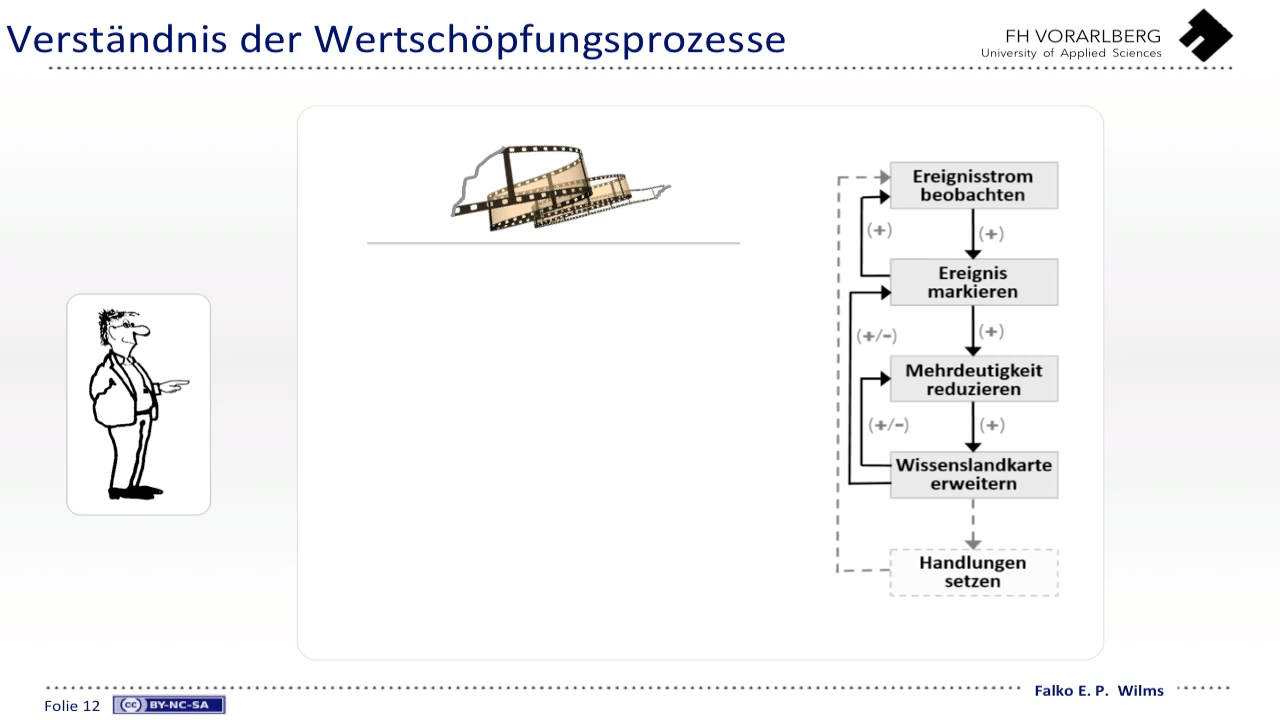 Verständnis der Wertschöpfungsprozesse
FH VORARLBERG
University of Applied Sciences
Ereignisstrom
beobachten
(+)
(+)
Ereignis
markieren
(+/-)
(+)
Mehrdeutigkeit
reduzieren
(+/-)
(+)
Wissenslandkarte
erweitern
Handlungen
setzen
Falko E. P. Wilms
Folie 12
cc BY-NC-SA